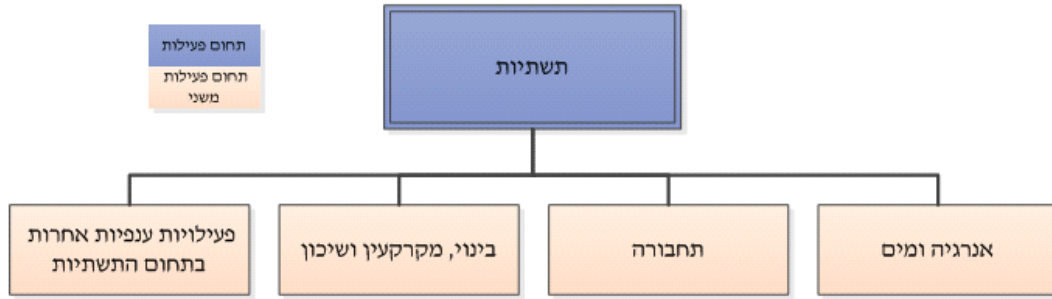 תשתיות
תחום פעילות
תחום פעילות
משני
אנרגיה ומים
תחבורה
בינוי, מקרקעין ושיכון
פעילויות ענפיות אחרות
בתחום התשתיות